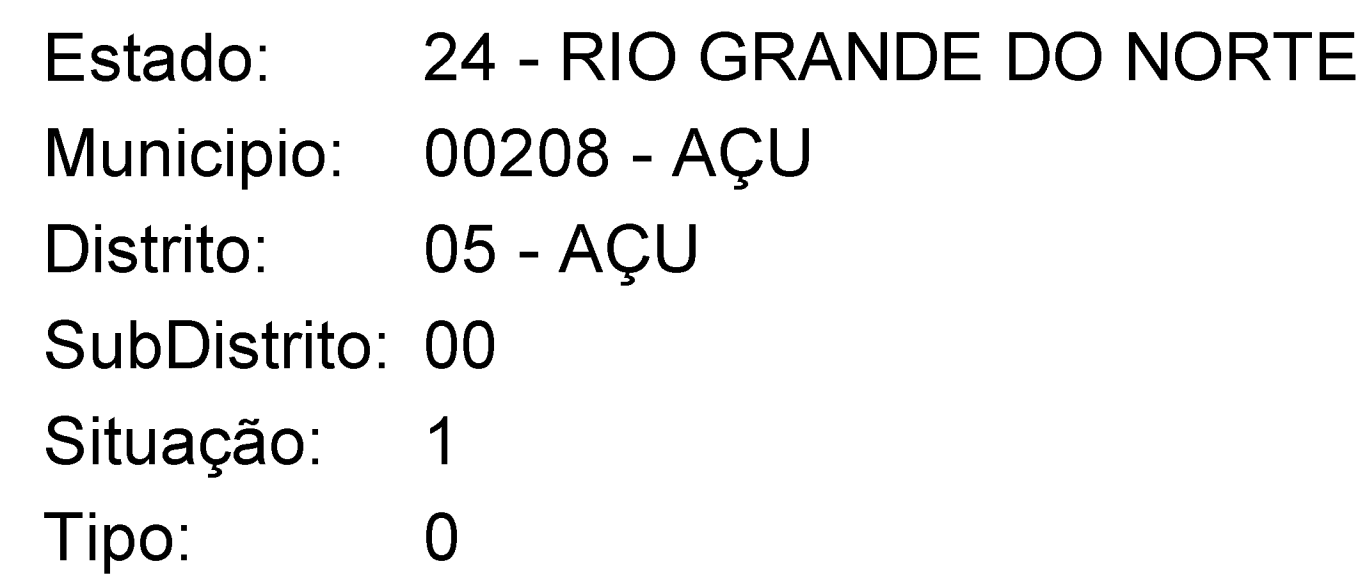 Estado: 24 - RIO GRANDE DO NORTE
Municipio: 00208 - AÇU
Distrito: 05 - AÇU
SubDistrito: 00
Situação: 1
Tipo: 0